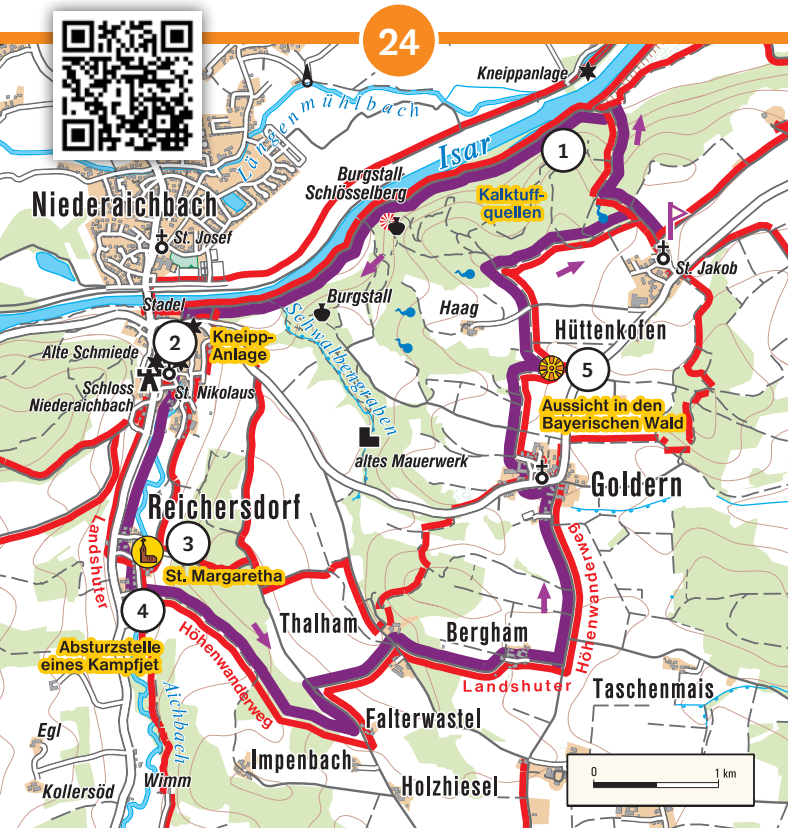 24
Kneippanlage
Längenmühlbach
Isar
1
Burgstall
Schlösselberg
Kalktuff-
quellen
Niederaichbach
St. Josef
St. Jakob
Burgstall
Haag
Stadel
Schwalbengraben
Hüttenkofen
2
Kneipp-
Anlage
Alte Schmiede
5
Schloss
Niederaichbach
St. Nikolaus
Aussicht in den
Bayerischen Wald
altes Mauerwerk
Goldern
Reichersdorf
Landshuter
3
St. Margaretha
Höhenwanderweg
4
Thalham
Bergham
Absturzstelle
eines Kampfjet
Höhenwanderweg
Landshuter
Taschenmais
Aichbach
Falterwastel
Egl
Impenbach
Wimm
Holzhiesel
Kollersöd
0 1 km